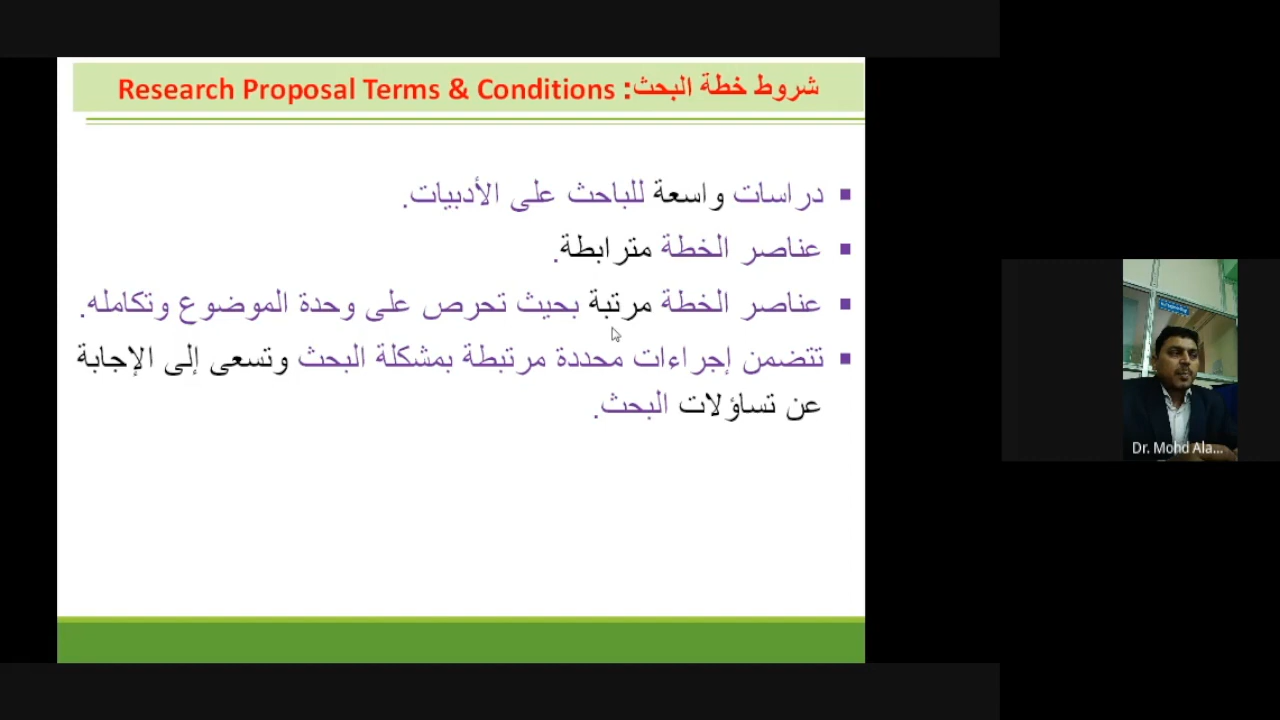 شروط خطة البحث: Research Proposal Terms & Conditions
▪ دراسات واسعة للباحث على الأدبيات.
▪ عناصر الخطة مترابطة.
▪ عناصر الخطة مرتبة بحيث تحرص على وحدة الموضوع وتكامله.
▪ تتضمن إجراءات محددة مرتبطة بمشكلة البحث وتسعى إلى الإجابة
عن تساؤلات البحث.
Dr. Mohd Ala...